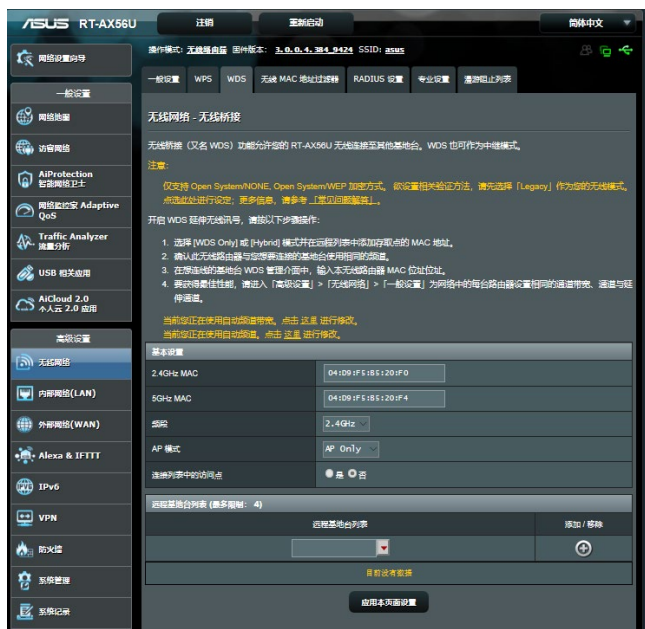 ASUS RT-AX56U
注销
重新启动
简体中文
网络设置向导
操作模式: 无线路由器 固件版本: 3.0.0.4.384_9424 SSID: asus
一般设置
WPS
WDS
无线 MAC 地址过滤器
RADIUS 设置
专业设置
漫游阻止列表
一般设置
网络地图
访客网络
AiProtection
智能网络卫士
网络监控家 Adaptive
QoS
Traffic Analyzer
流量分析
USB 相关应用
AiCloud 2.0
个人云 2.0 应用
高级设置
无线网络
内部网络(LAN)
外部网络(WAN)
Alexa & IFTTT
IPv6
VPN
防火墙
系统管理
系统记录
无线网络 - 无线桥接
无线桥接（又名 WDS）功能允许您的 RT-AX56U 无线连接至其他基地台。WDS 也可作为中继模式。
注意:
仅支持 Open System/NONE, Open System/WEP 加密方式。欲设置相关验证方法，请先选择「Legacy」作为您的无线模式。
点选此处进行设定；更多信息，请参考「常见问题解答」。
开启 WDS 延伸无线讯号，请按以下步骤操作:
1. 选择 [WDS Only] 或 [Hybrid] 模式并在远程列表中添加存取点的 MAC 地址。
2. 确认此无线路由器与您想要连接的基地台使用相同的频道。
3. 在想连线的基地台 WDS 管理介面中，输入本无线路由器 MAC 位址位址。
4. 要获得最佳性能，请进入「高级设置」>「无线网络」>「一般设置」为网络中的每台路由器设置相同的通道带宽、通道与延
伸通道。
当前您正在使用自动频道带宽。点击 这里 进行修改。
当前您正在使用自动频道。点击 这里 进行修改。
基本设置
2.4GHz MAC
04:D9:F5:B5:20:F0
5GHz MAC
04:D9:F5:B5:20:F4
频段
2.4GHz
AP 模式
AP Only
连接列表中的访问点
是 否
远程基地台列表 (最多限制: 4)
远程基地台列表
添加 / 移除
目前没有数据
应用本页面设置